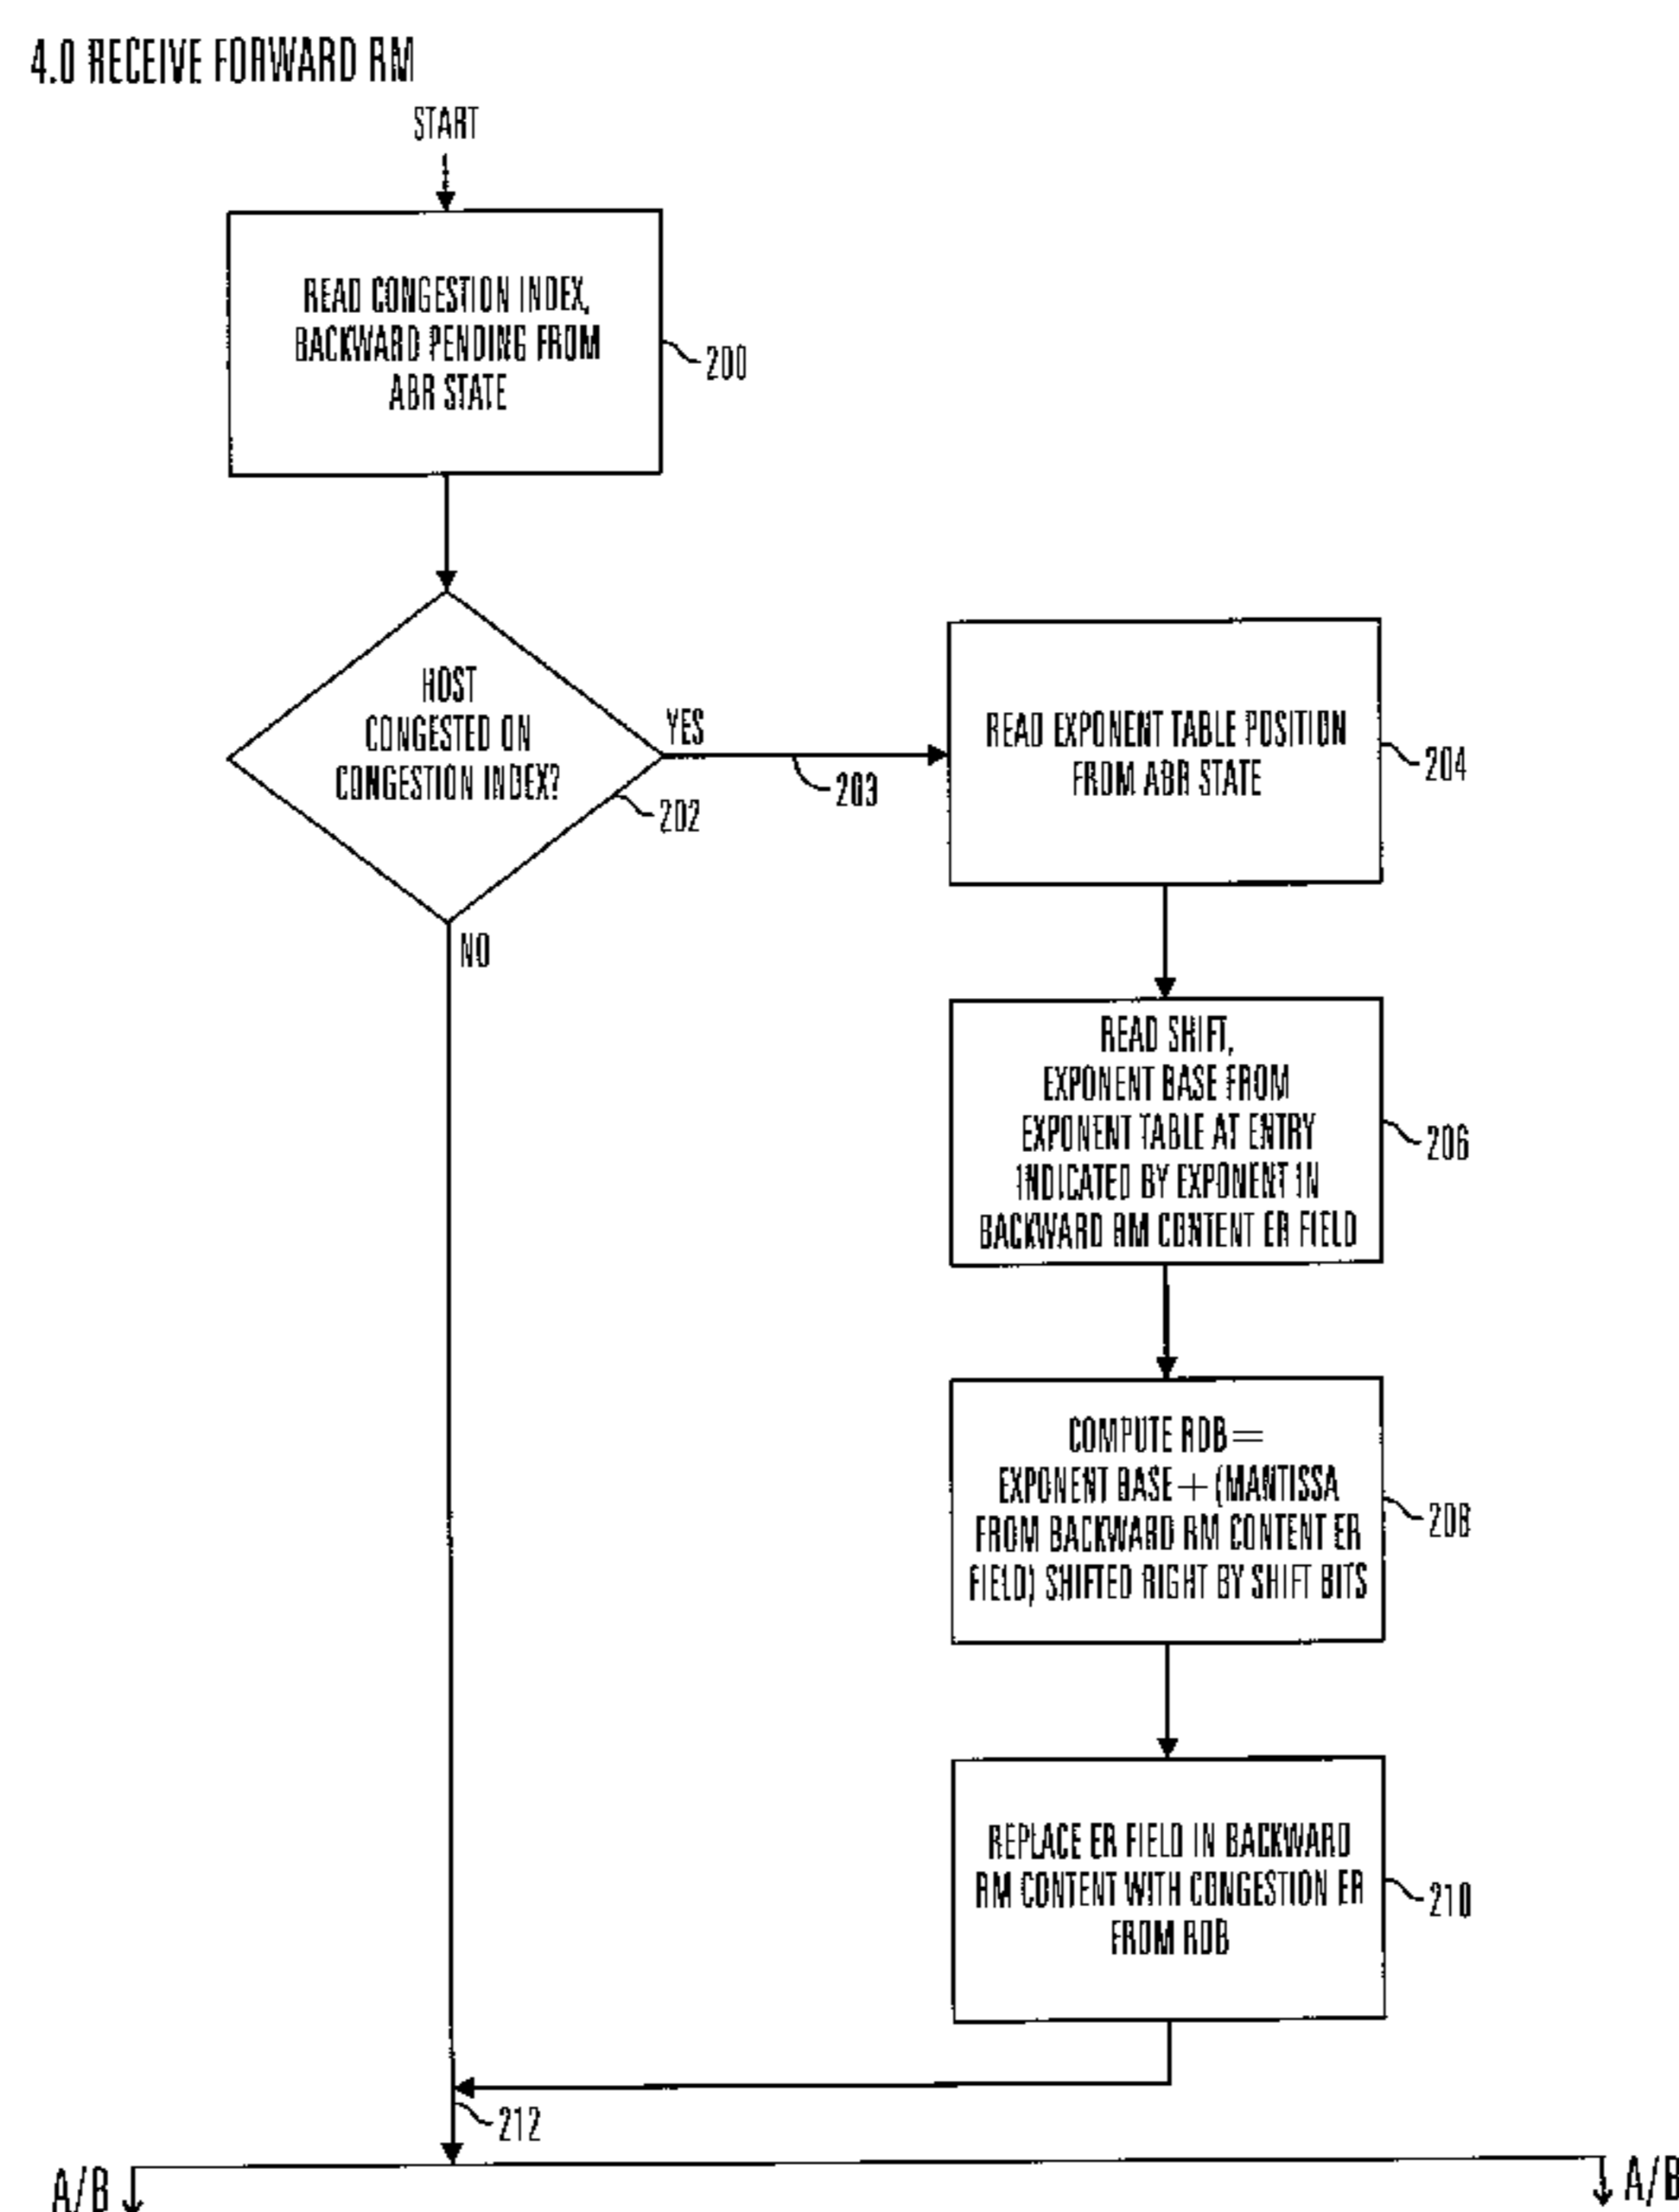 4.0 RECEIVE FORWARD RM
START
READ CONGESTION INDEX,
BACKWARD PENDING FROM
ABR STATE
200
HOST
CONGESTED ON
CONGESTION INDEX?
202
YES
203
NO
READ EXPONENT TABLE POSITION
FROM ABR STATE
204
READ SHIFT,
EXPONENT BASE FROM
EXPONENT TABLE AT ENTRY
INDICATED BY EXPONENT IN
BACKWARD RM CONTENT ER FIELD
206
COMPUTE RDB =
EXPONENT BASE + (MANTISSA
FROM BACKWARD RM CONTENT ER
FIELD) SHIFTED RIGHT BY SHIFT BITS
208
REPLACE ER FIELD IN BACKWARD
RM CONTENT WITH CONGESTION ER
FROM RDB
210
212
A/B
A/B